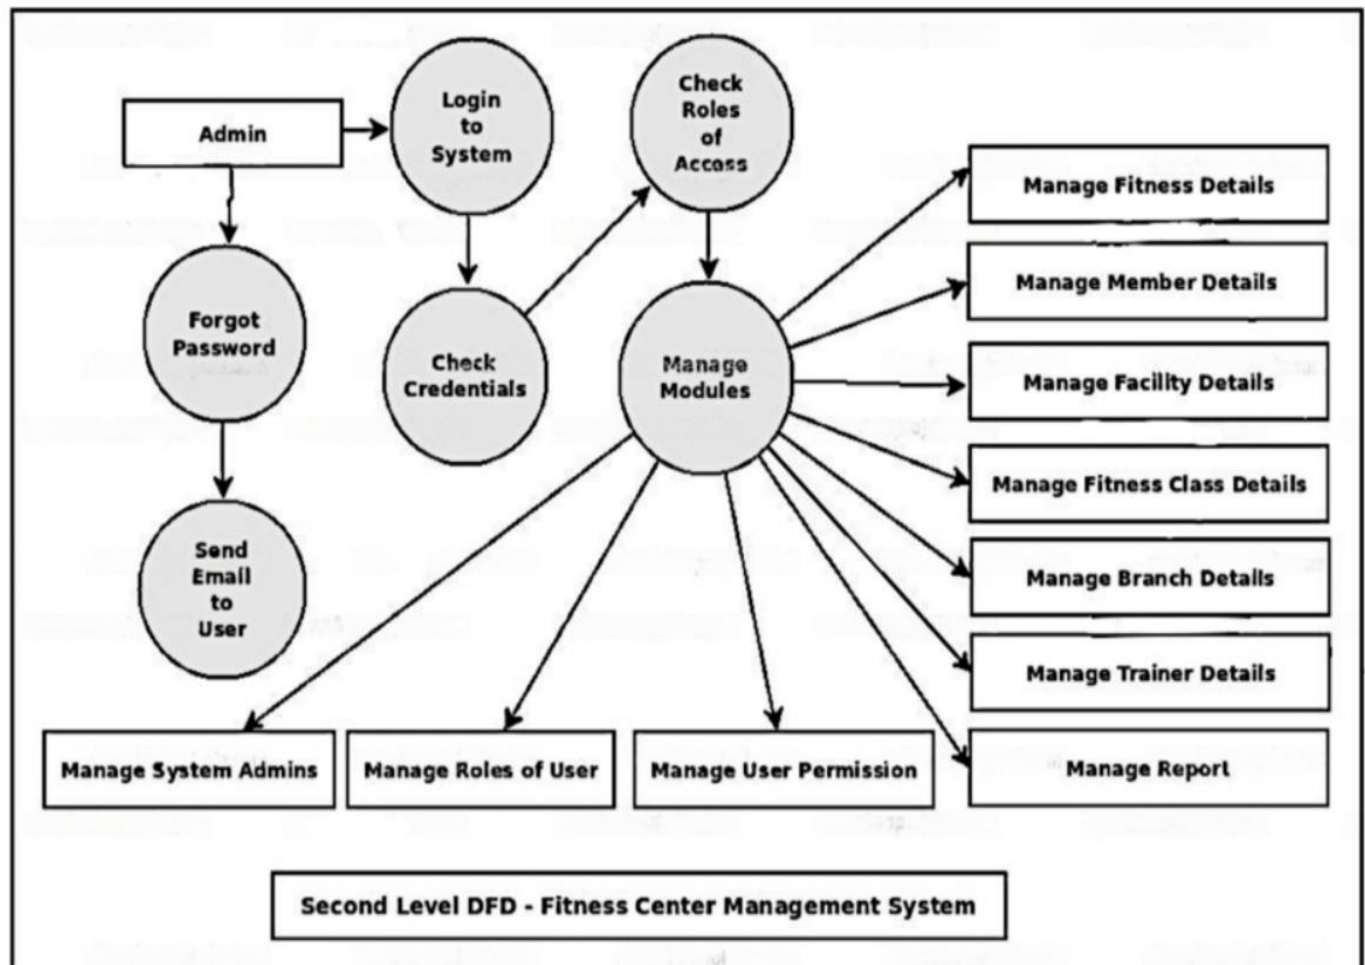 Admin
Login
to
System
Check
Roles
of
Access
Forgot
Password
Check
Credentials
Manage
Modules
Send
Email
to
User
Manage Fitness Details
Manage Member Details
Manage Facility Details
Manage Fitness Class Details
Manage Branch Details
Manage Trainer Details
Manage Report
Manage System Admins
Manage Roles of User
Manage User Permission
Second Level DFD - Fitness Center Management System